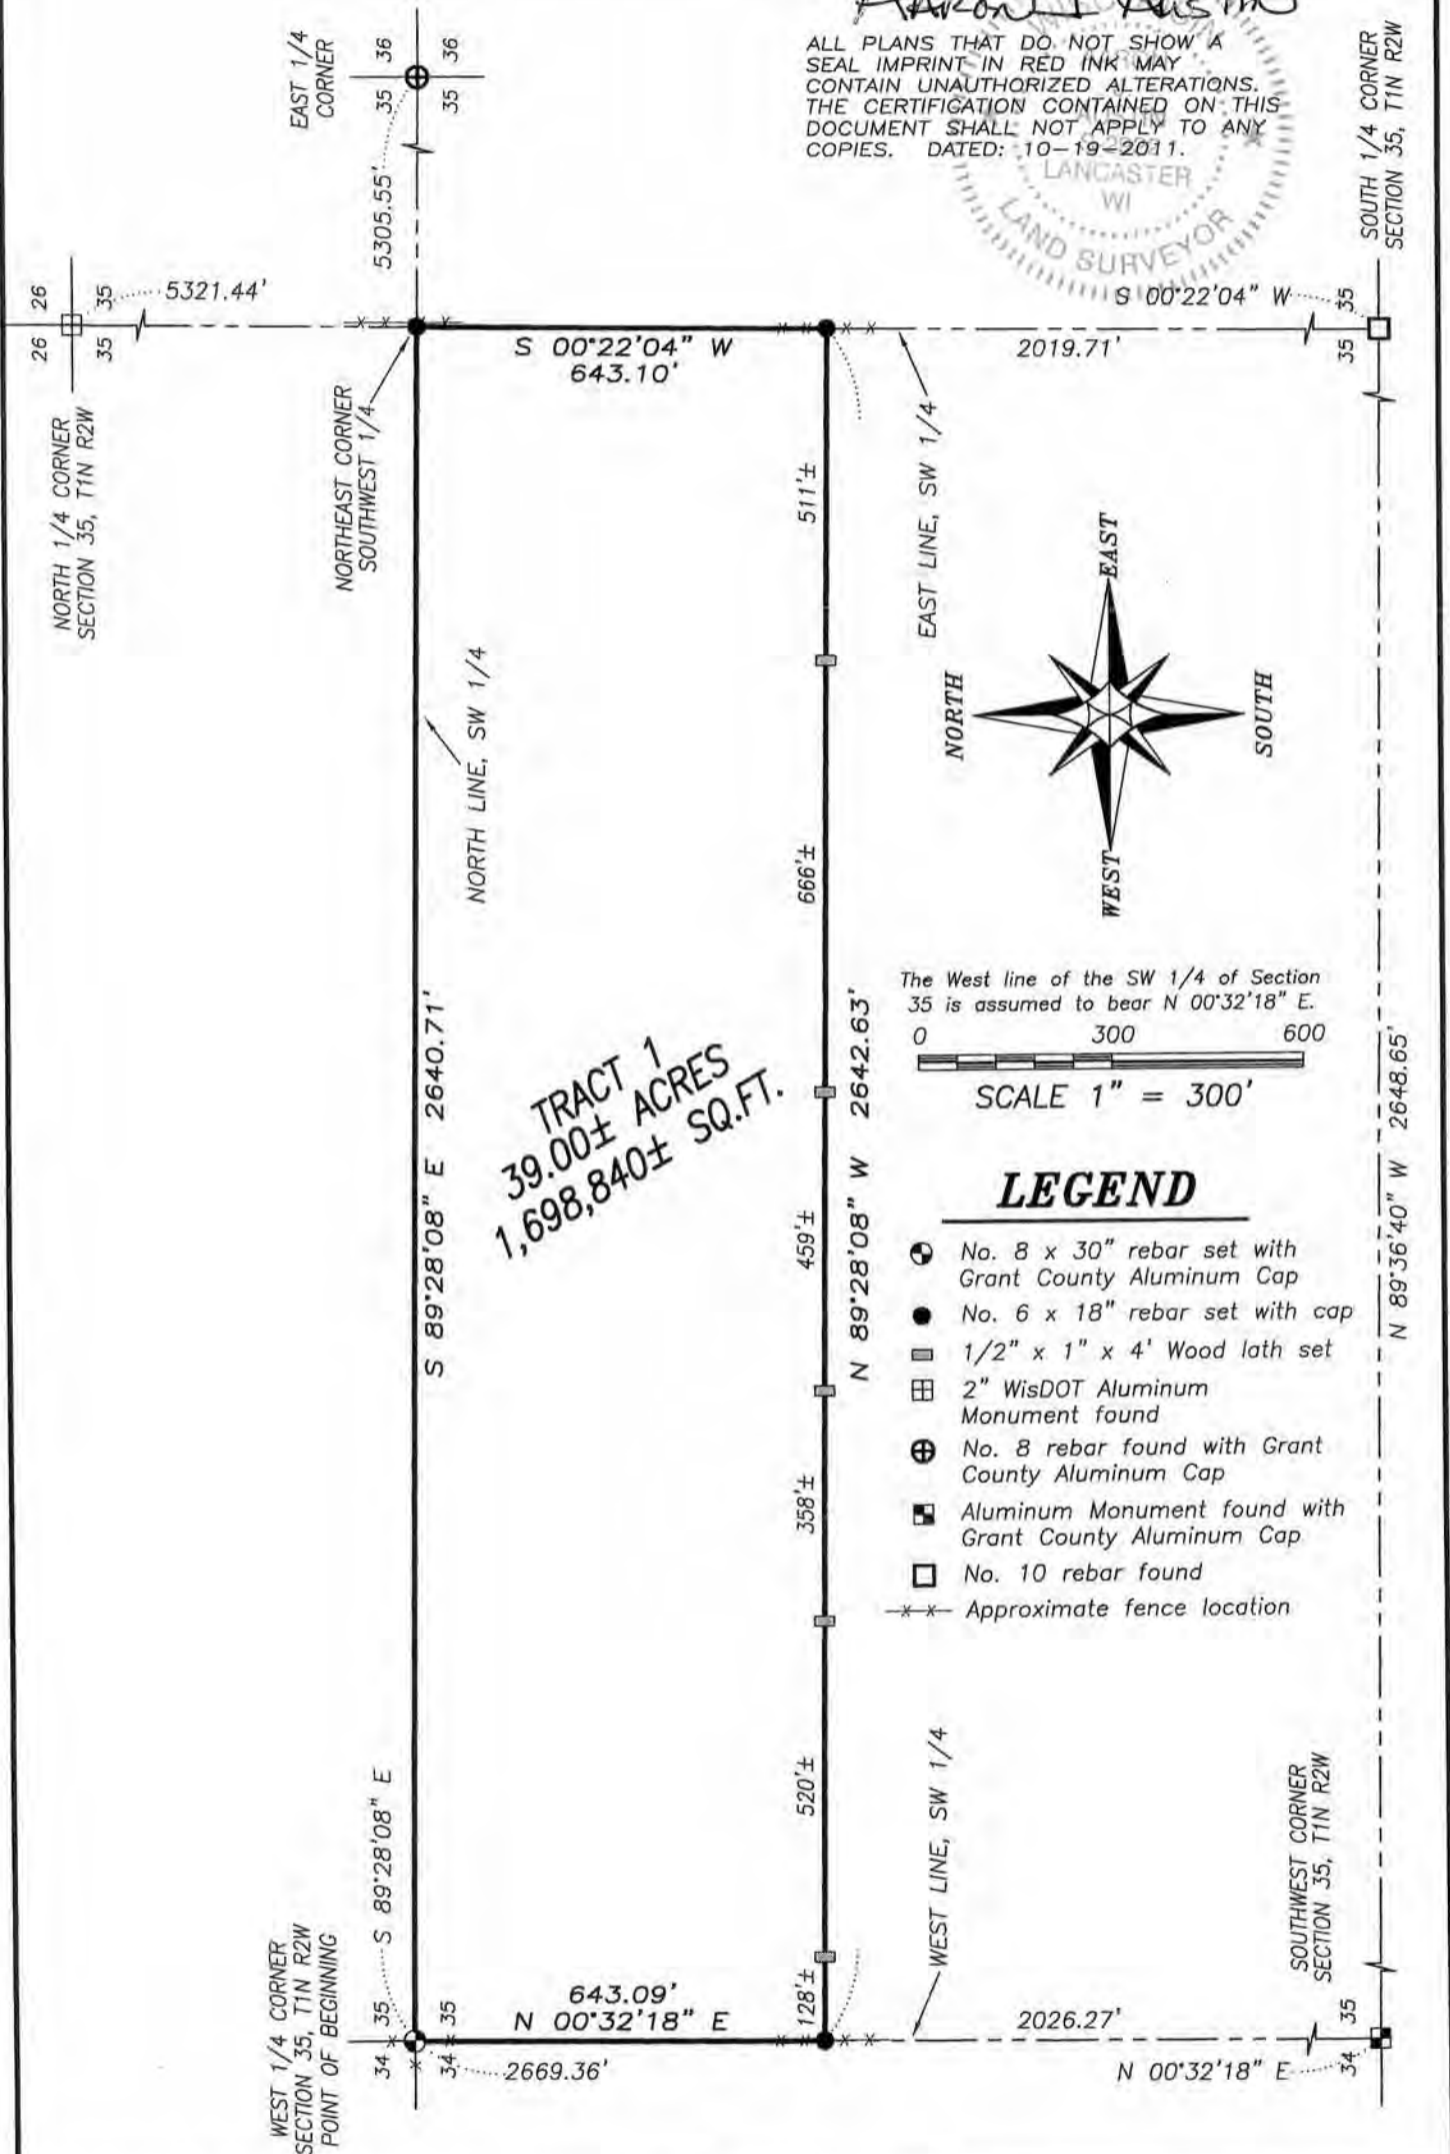 Aaron J Austin
ALL PLANS THAT DO NOT SHOW A
SEAL IMPRINT IN RED INK MAY
CONTAIN UNAUTHORIZED ALTERATIONS.
THE CERTIFICATION CONTAINED ON THIS
DOCUMENT SHALL NOT APPLY TO ANY
COPIES. DATED: 10-19-2011.
LANCASTER
WI
LAND SURVEYOR
EAST 1/4
CORNER
36
36
35
35
5305.55'
SOUTH 1/4 CORNER
SECTION 35, T1N R2W
26
26
35
35
5321.44'
NORTH 1/4 CORNER
SECTION 35, T1N R2W
S 00°22'04" W
643.10'
S 00°22'04" W
2019.71'
35
35
NORTHEAST CORNER
SOUTHWEST 1/4
EAST LINE, SW 1/4
NORTH LINE, SW 1/4
511'±
666'±
459'±
358'±
520'±
128'±
EAST
NORTH
SOUTH
WEST
The West line of the SW 1/4 of Section
35 is assumed to bear N 00°32'18" E.
0 300 600
SCALE 1" = 300'
S 89°28'08" E 2640.71'
TRACT 1
39.00± ACRES
1,698,840± SQ.FT.
N 89°28'08" W 2642.63'
N 89°36'40" W 2648.65'
LEGEND
No. 8 x 30" rebar set with
Grant County Aluminum Cap
No. 6 x 18" rebar set with cap
1/2" x 1" x 4' Wood lath set
2" WisDOT Aluminum
Monument found
No. 8 rebar found with Grant
County Aluminum Cap
Aluminum Monument found with
Grant County Aluminum Cap
No. 10 rebar found
Approximate fence location
S 89°28'08" E
WEST LINE, SW 1/4
SOUTHWEST CORNER
SECTION 35, T1N R2W
WEST 1/4 CORNER
SECTION 35, T1N R2W
POINT OF BEGINNING
34
35
34
35
643.09'
N 00°32'18" E
2669.36'
2026.27'
N 00°32'18" E
35
34